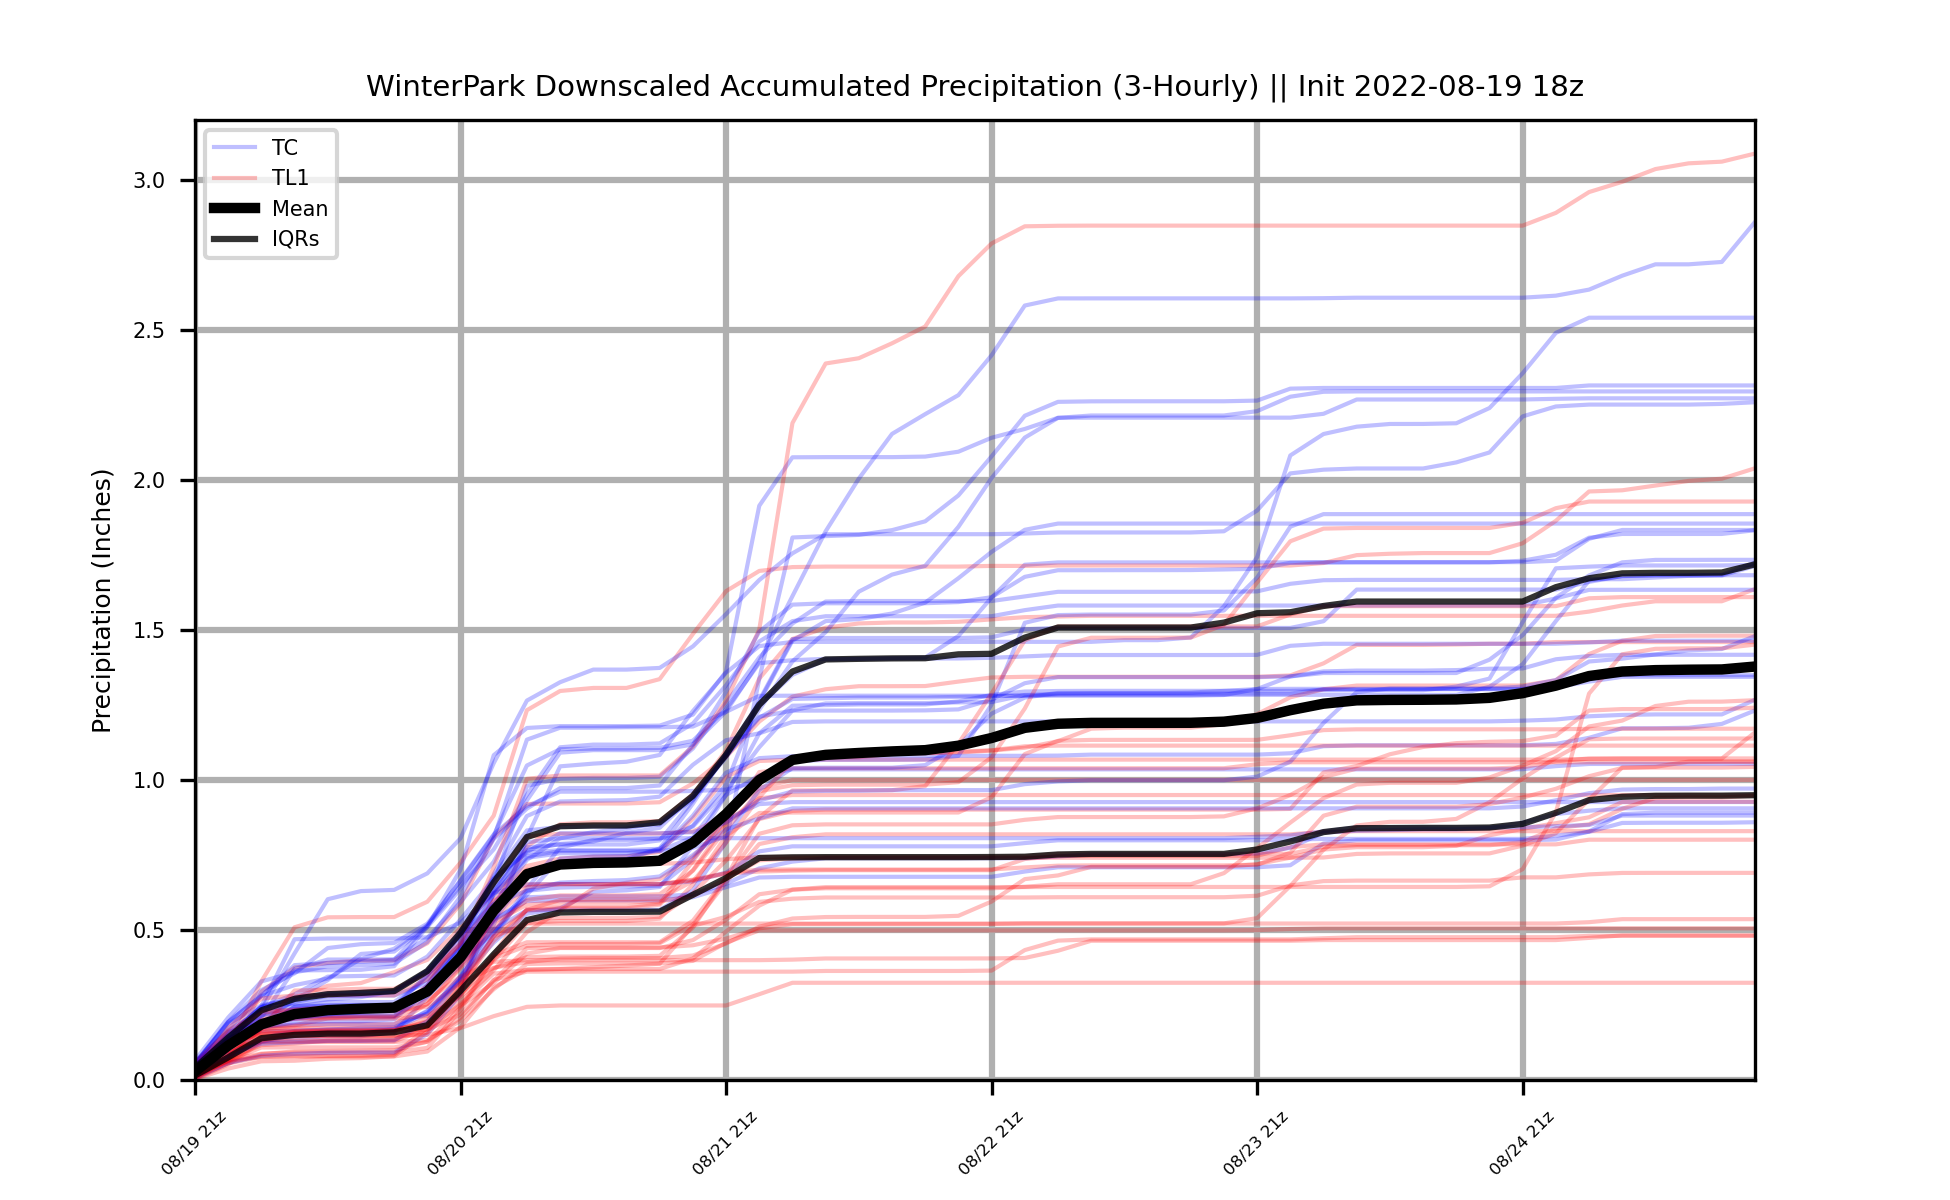 WinterPark Downscaled Accumulated Precipitation (3-Hourly) || Init 2022-08-19 18z
TC
TL1
Mean
IQRs
Precipitation (Inches)
3.0
2.5
2.0
1.5
1.0
0.5
0.0
08/19 21z
08/20 21z
08/21 21z
08/22 21z
08/23 21z
08/24 21z